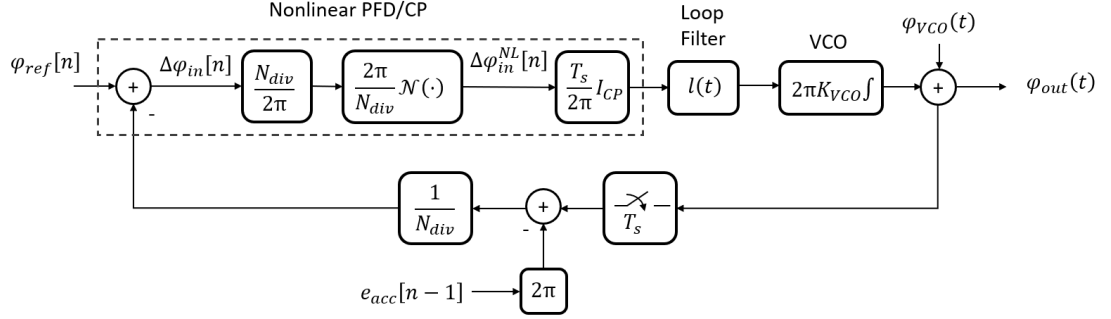 Nonlinear PFD/CP
Loop
Filter
VCO
φ_VCO(t)
φ_ref[n]
Δφ_in[n]
N_div
2π
2π
N_div
𝒩(·)
Δφ_in^NL[n]
T_s
2π
I_CP
l(t)
2πK_VCO∫
φ_out(t)
+
-
+
1
N_div
+
-
T_s
e_acc[n − 1]
2π